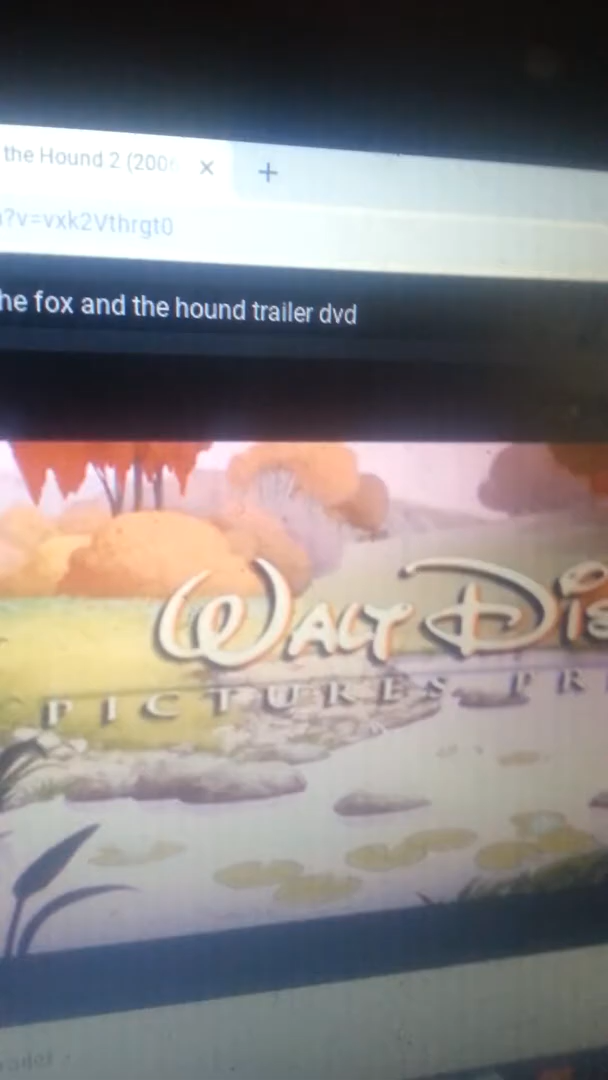 the Hound 2 (200
?v=vxk2Vthrgt0
he fox and the hound trailer dvd
WALT DIS
PICTURES PR